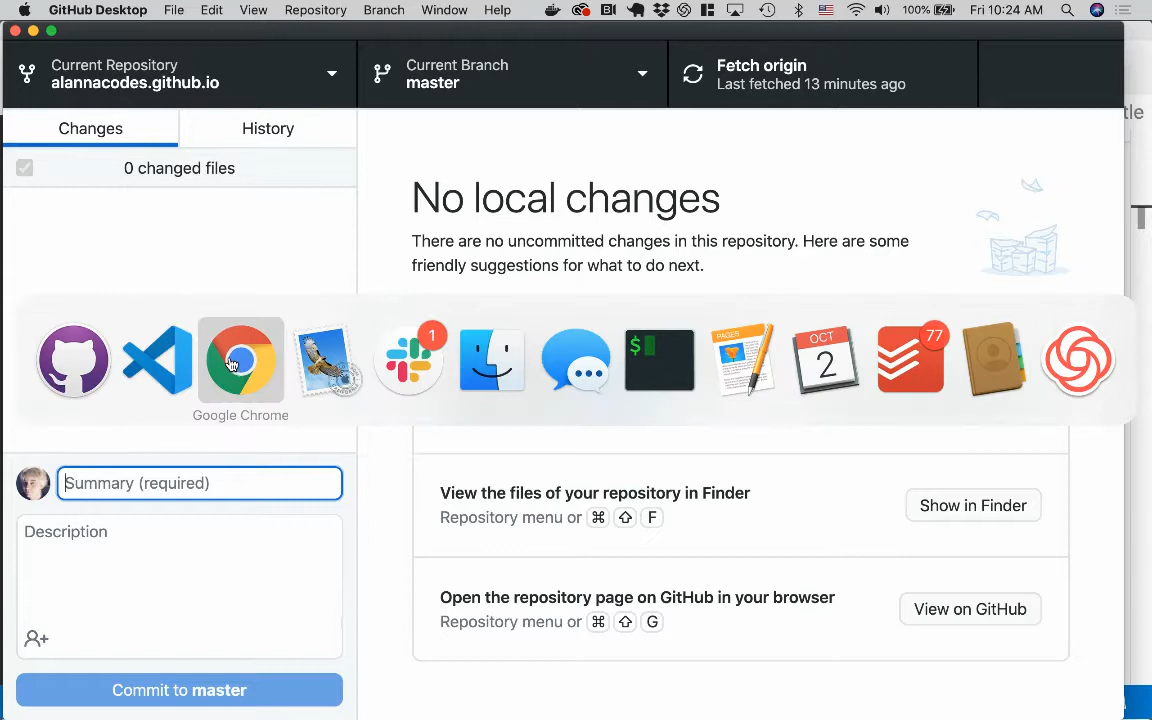 GitHub Desktop File Edit View Repository Branch Window Help 100% Fri 10:24 AM
Current Repository
alannacodes.github.io
Current Branch
master
Fetch origin
Last fetched 13 minutes ago
Changes
History
0 changed files
No local changes
There are no uncommitted changes in this repository. Here are some
friendly suggestions for what to do next.
1
$
PAGES
OCT
2
77
Google Chrome
Summary (required)
Description
Commit to master
View the files of your repository in Finder
Repository menu or ⌘ ⇧ F
Show in Finder
Open the repository page on GitHub in your browser
Repository menu or ⌘ ⇧ G
View on GitHub